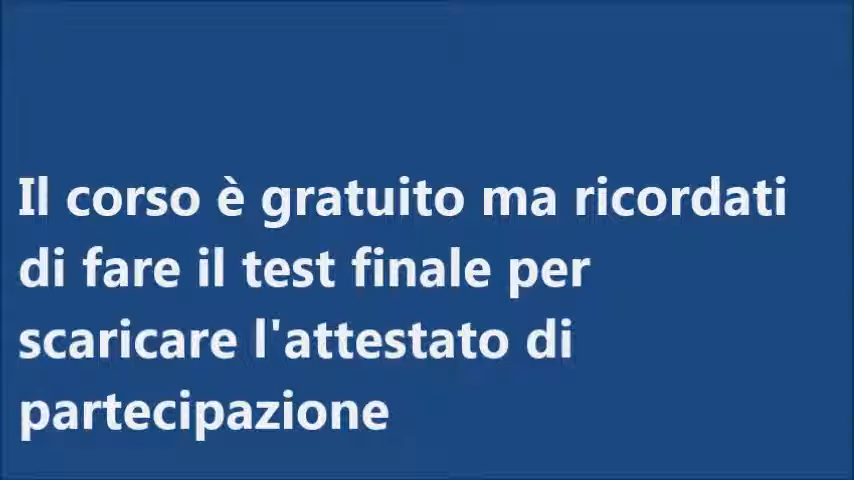 Il corso è gratuito ma ricordati
di fare il test finale per
scaricare l'attestato di
partecipazione